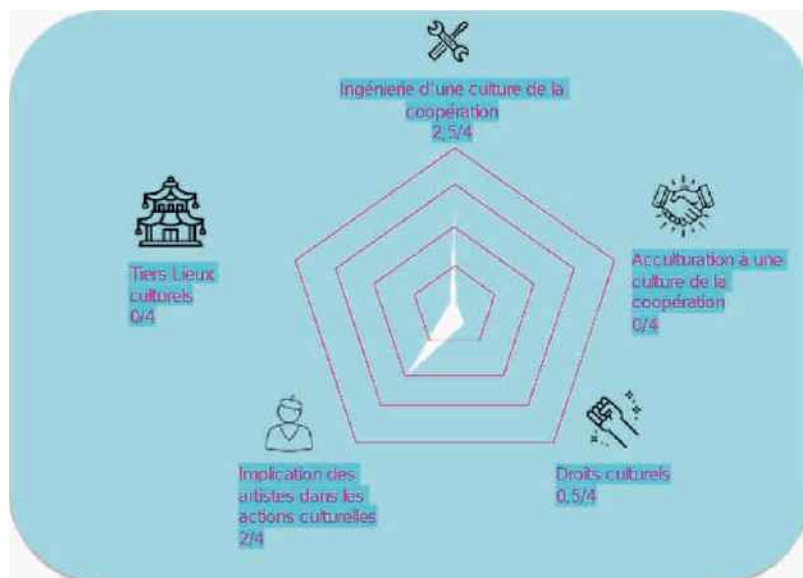 Ingénierie d'une culture de la
coopération
2,5/4
Tiers Lieux
culturels
0/4
Acculturation à une
culture de la
coopération
0/4
Implication des
artistes dans les
actions culturelles
2/4
Droits culturels
0,5/4